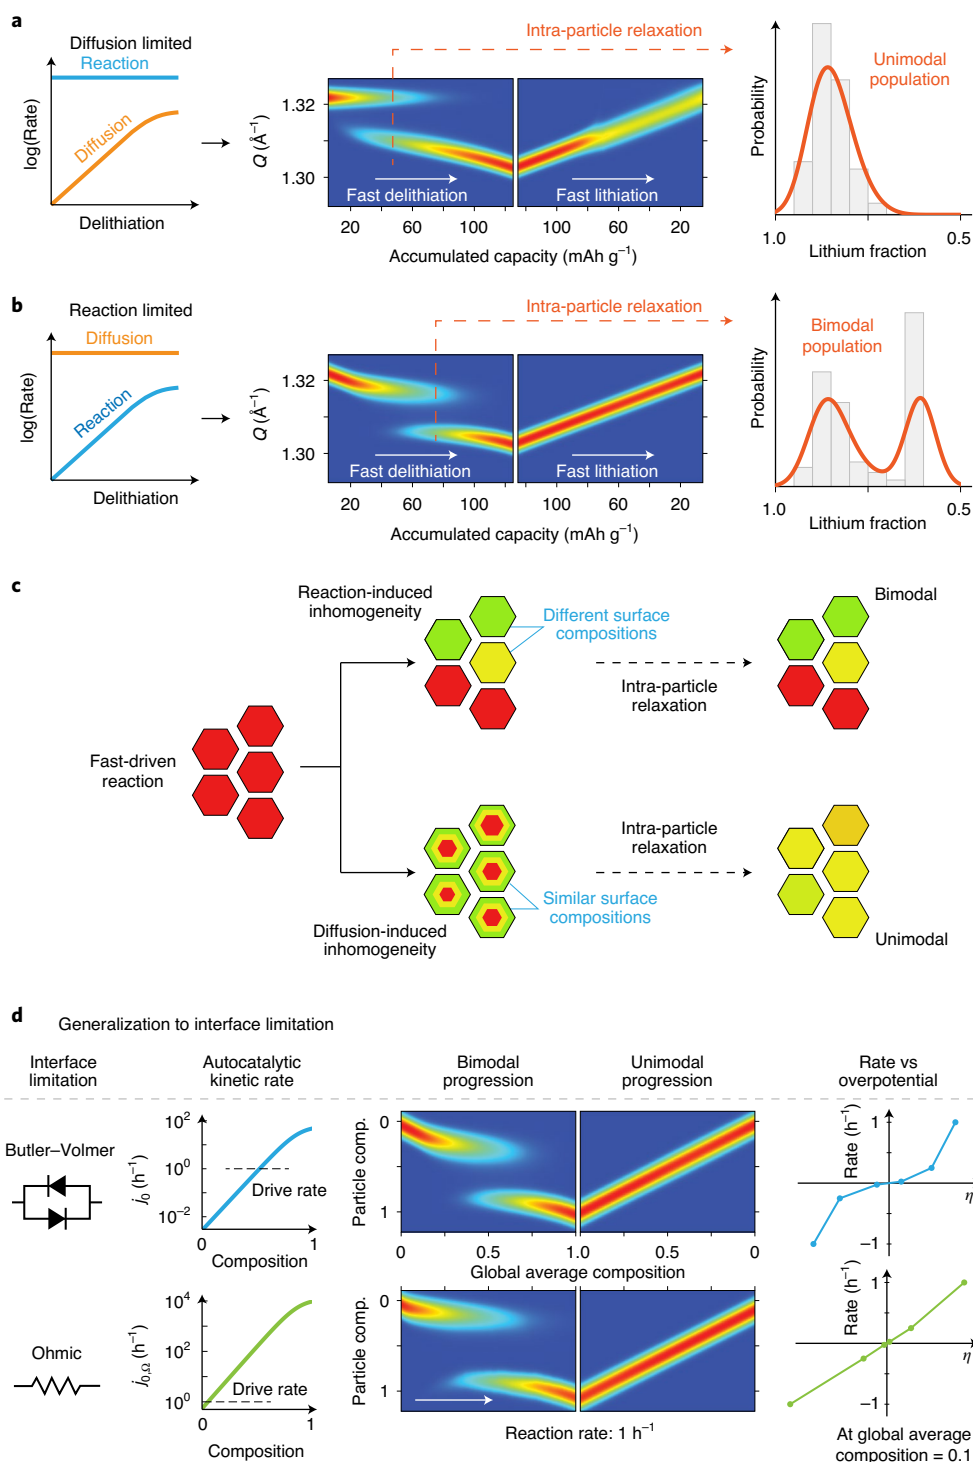 a
Diffusion limited
Reaction
Diffusion
log(Rate)
Delithiation
Intra-particle relaxation
Q (Å⁻¹)
1.32
1.30
Fast delithiation
Fast lithiation
20 60 100 100 60 20
Accumulated capacity (mAh g⁻¹)
Unimodal
population
Probability
1.0 0.5
Lithium fraction
b
Reaction limited
Diffusion
Reaction
log(Rate)
Delithiation
Intra-particle relaxation
Q (Å⁻¹)
1.32
1.30
Fast delithiation
Fast lithiation
20 60 100 100 60 20
Accumulated capacity (mAh g⁻¹)
Bimodal
population
Probability
1.0 0.5
Lithium fraction
c
Reaction-induced
inhomogeneity
Different surface
compositions
Bimodal
Intra-particle
relaxation
Fast-driven
reaction
Intra-particle
relaxation
Similar surface
compositions
Diffusion-induced
inhomogeneity
Unimodal
d
Generalization to interface limitation
Interface
limitation
Autocatalytic
kinetic rate
Bimodal
progression
Unimodal
progression
Rate vs
overpotential
Butler–Volmer
j₀ (h⁻¹)
10²
10⁰
10⁻²
Drive rate
0 1
Composition
Particle comp.
0
1
0 0.5 1.0 0.5 0
Global average composition
Rate (h⁻¹)
1
−1
η
Ohmic
j₀,Ω (h⁻¹)
10⁴
10²
10⁰
Drive rate
0 1
Composition
Particle comp.
0
1
Reaction rate: 1 h⁻¹
Rate (h⁻¹)
1
−1
η
At global average
composition = 0.1